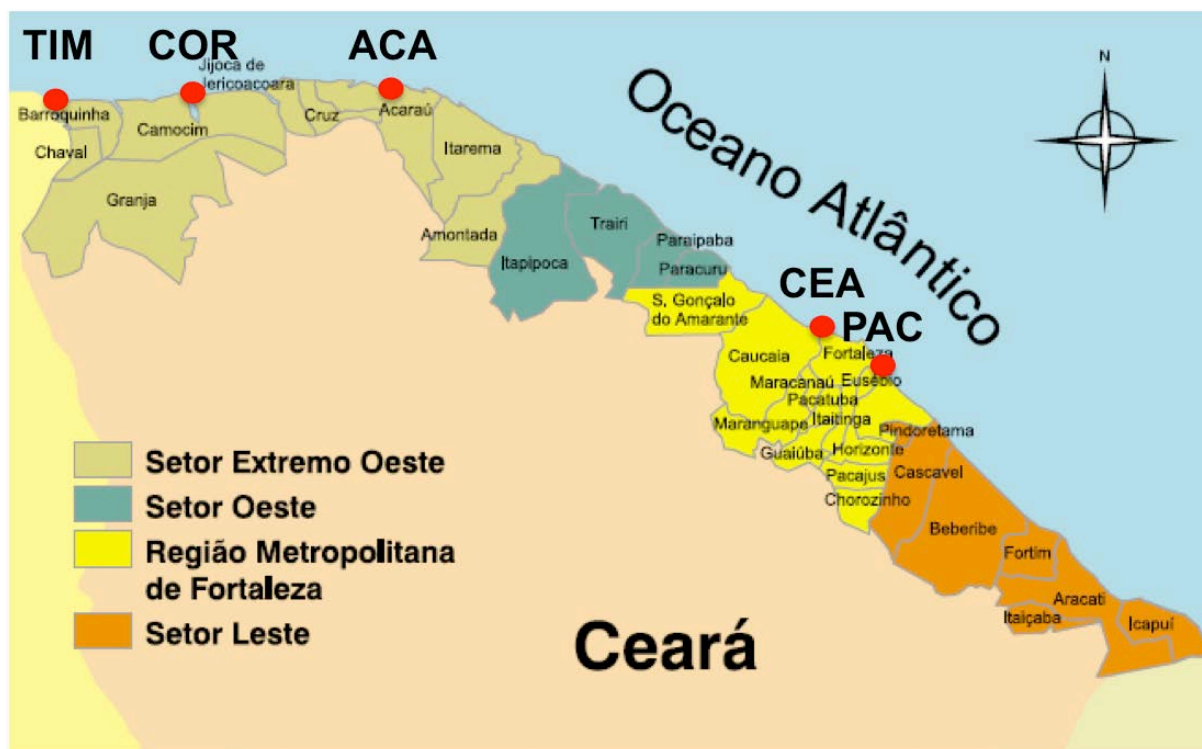 TIM
COR
ACA
N
Jijoca de
Jericoacoara
Barroquinha
Camocim
Cruz
Acaraú
Chaval
Itarema
Granja
Amontada
Oceano Atlântico
Itapipoca
Trairi
Paraipaba
Paracuru
CEA
PAC
S. Gonçalo
do Amarante
Caucaia
Fortaleza
Maracanaú
Eusébio
Pacatuba
Itaitinga
Maranguape
Pindoretama
Guaiúba
Horizonte
Pacajus
Cascavel
Chorozinho
Beberibe
Fortim
Aracati
Itaiçaba
Icapuí
Setor Extremo Oeste
Setor Oeste
Região Metropolitana
de Fortaleza
Setor Leste
Ceará